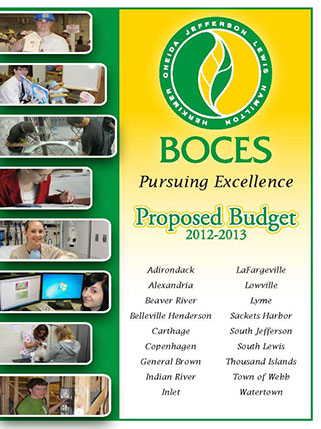 JEFFERSON LEWIS HAMILTON HERKIMER ONEIDA
BOCES
Pursuing Excellence
Proposed Budget
2012-2013
Adirondack
Alexandria
Beaver River
Belleville Henderson
Carthage
Copenhagen
General Brown
Indian River
Inlet
LaFargeville
Lowville
Lyme
Sackets Harbor
South Jefferson
South Lewis
Thousand Islands
Town of Webb
Watertown